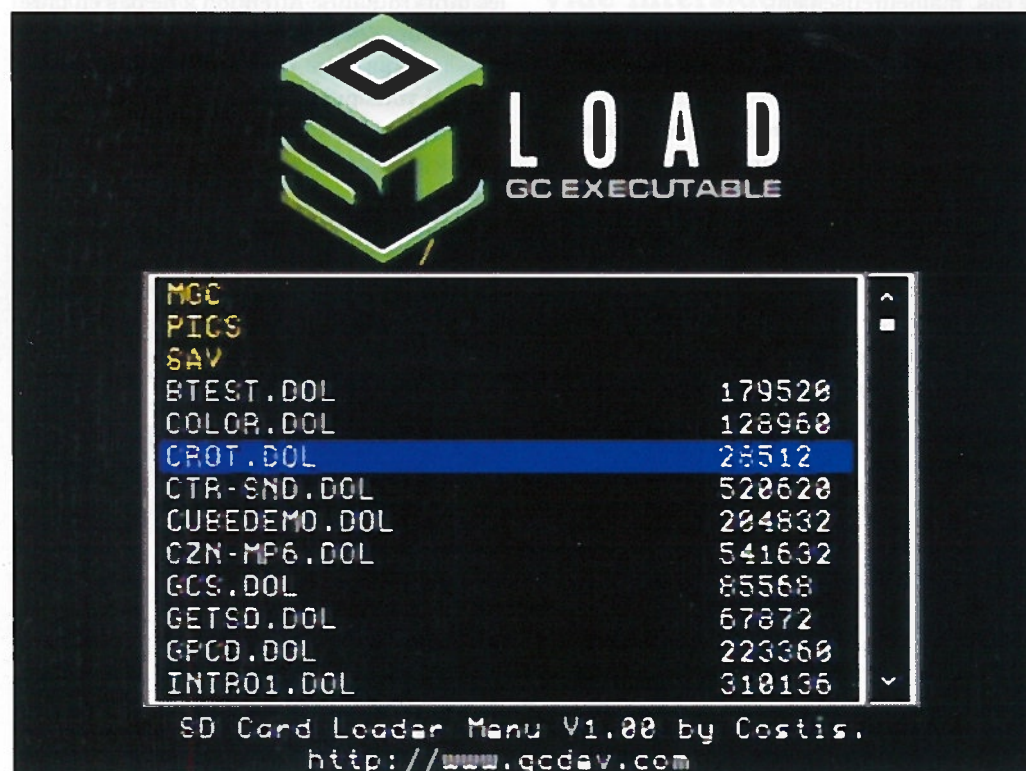 LOAD
GC EXECUTABLE
MGC
PICS
SAV
BTEST.DOL 179520
COLOR.DOL 128960
CROT.DOL 28512
CTR-SND.DOL 520620
CUBEDEMO.DOL 204832
CZN-MP6.DOL 541632
GCS.DOL 85568
GETSD.DOL 67872
GPCD.DOL 223360
INTRO1.DOL 310136
SD Card Loader Menu V1.00 by Costis.
http://www.gcdev.com